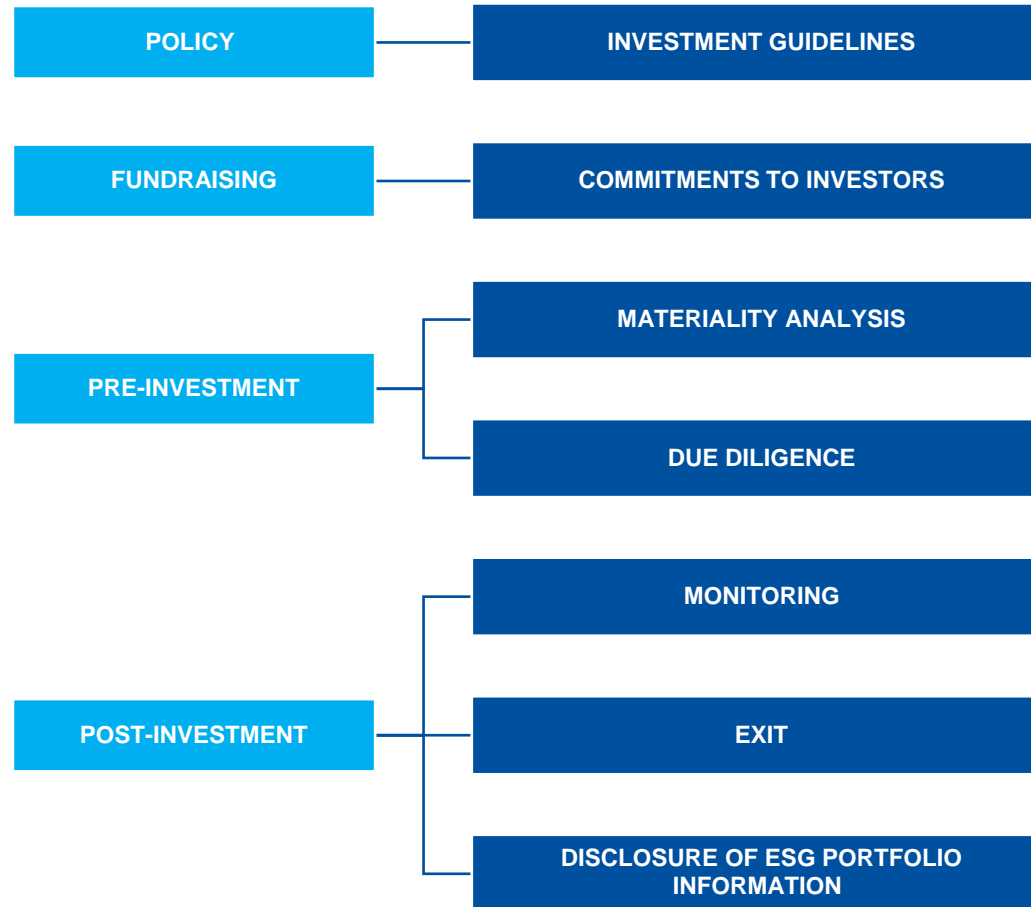 POLICY
INVESTMENT GUIDELINES
FUNDRAISING
COMMITMENTS TO INVESTORS
PRE-INVESTMENT
MATERIALITY ANALYSIS
DUE DILIGENCE
POST-INVESTMENT
MONITORING
EXIT
DISCLOSURE OF ESG PORTFOLIO
INFORMATION